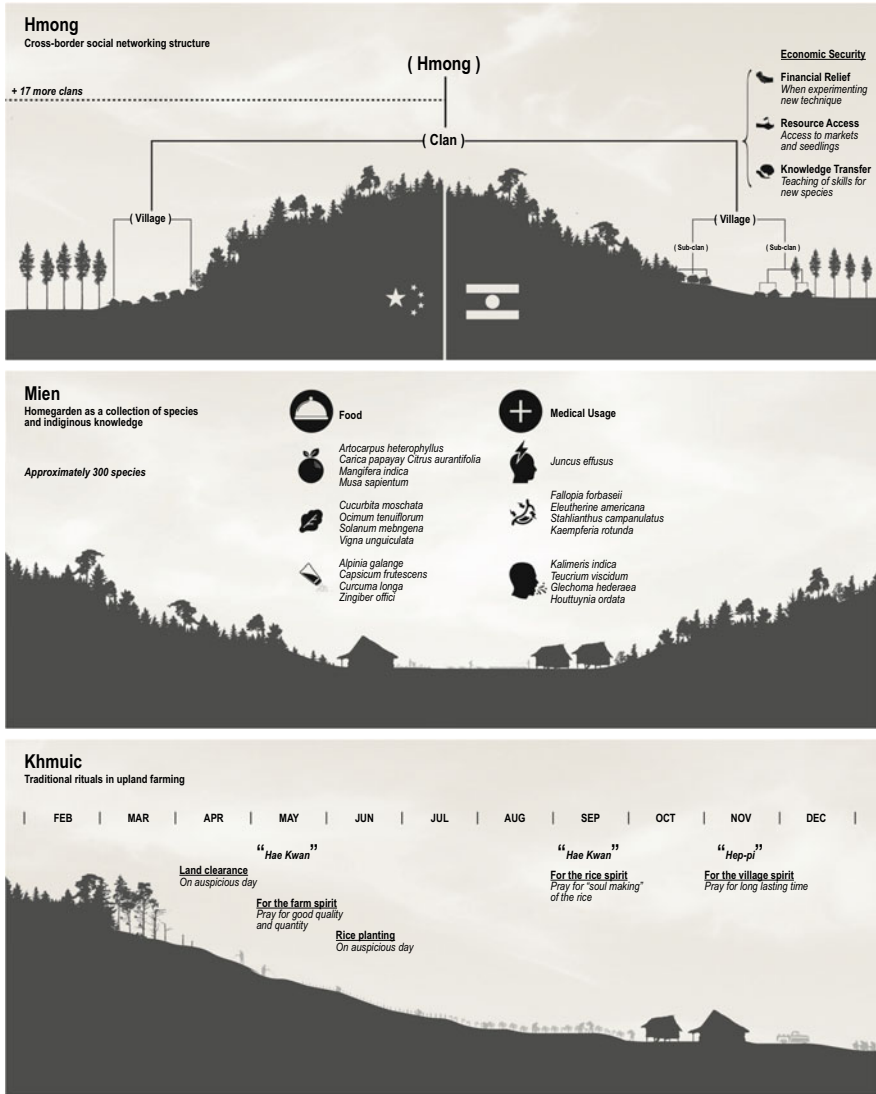 Hmong
Cross-border social networking structure
( Hmong )
+ 17 more clans
( Clan )
( Village )
( Village )
( Sub-clan )
( Sub-clan )
Economic Security
Financial Relief
When experimenting
new technique
Resource Access
Access to markets
and seedlings
Knowledge Transfer
Teaching of skills for
new species
Mien
Homegarden as a collection of species
and indiginous knowledge
Approximately 300 species
Food
Artocarpus heterophyllus
Carica papayay Citrus aurantifolia
Mangifera indica
Musa sapientum
Cucurbita moschata
Ocimum tenuiflorum
Solanum mebngena
Vigna unguiculata
Alpinia galange
Capsicum frutescens
Curcuma longa
Zingiber offici
Medical Usage
Juncus effusus
Fallopia forbaseii
Eleutherine americana
Stahlianthus campanulatus
Kaempferia rotunda
Kalimeris indica
Teucrium viscidum
Glechoma hederaea
Houttuynia ordata
Khmuic
Traditional rituals in upland farming
| FEB | MAR | APR | MAY | JUN | JUL | AUG | SEP | OCT | NOV | DEC |
“Hae Kwan”
“Hae Kwan”
“Hep-pi”
Land clearance
On auspicious day
For the farm spirit
Pray for good quality
and quantity
Rice planting
On auspicious day
For the rice spirit
Pray for “soul making”
of the rice
For the village spirit
Pray for long lasting time